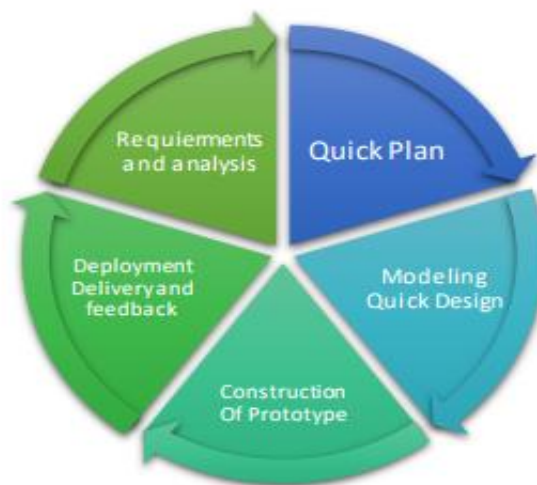 Requierments
and analysis
Quick Plan
Modeling
Quick Design
Construction
Of Prototype
Deployment
Delivery and
feedback